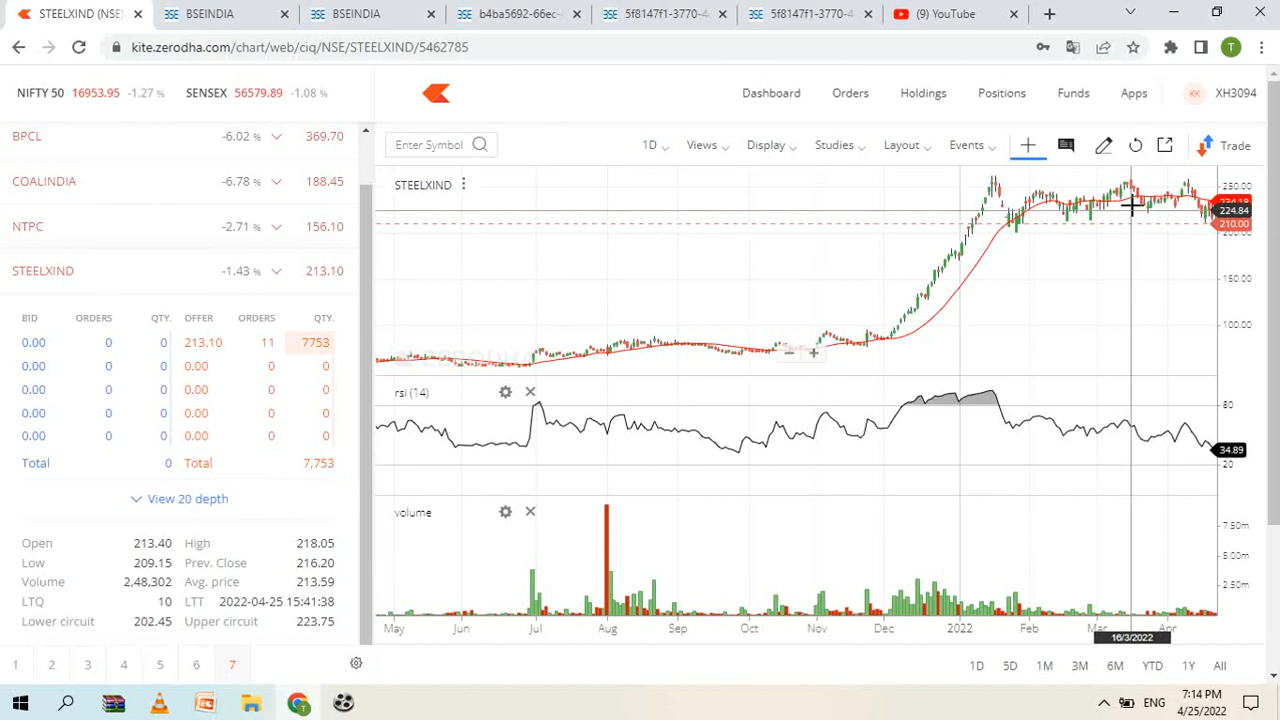 STEELXIND (NSE)
BSEINDIA
BSEINDIA
b4ba5692-66ec-
5f8147f1-3770-4
5f8147f1-3770-4
(9) YouTube
kite.zerodha.com/chart/web/ciq/NSE/STEELXIND/5462785
T
NIFTY 50 16953.95 -1.27 %
SENSEX 56579.89 -1.08 %
Dashboard
Orders
Holdings
Positions
Funds
Apps
KK
XH3094
BPCL -6.02 % 369.70
COALINDIA -6.78 % 188.45
NTPC -2.71 % 156.10
STEELXIND -1.43 % 213.10
BID ORDERS QTY. OFFER ORDERS QTY.
0.00 0 0 213.10 11 7753
0.00 0 0 0.00 0 0
0.00 0 0 0.00 0 0
0.00 0 0 0.00 0 0
0.00 0 0 0.00 0 0
Total 0 Total 7,753
View 20 depth
Open 213.40 High 218.05
Low 209.15 Prev. Close 216.20
Volume 2,48,302 Avg. price 213.59
LTQ 10 LTT 2022-04-25 15:41:38
Lower circuit 202.45 Upper circuit 223.75
1 2 3 4 5 6 7
Enter Symbol
1D
Views
Display
Studies
Layout
Events
Trade
STEELXIND
250.00
234.18
224.84
210.00
200.00
150.00
100.00
ZERODHA
rsi (14)
80
34.89
20
volume
7.50m
5.00m
2.50m
May Jun Jul Aug Sep Oct Nov Dec 2022 Feb Mar Apr
16/3/2022
1D 5D 1M 3M 6M YTD 1Y All
ENG
7:14 PM
4/25/2022